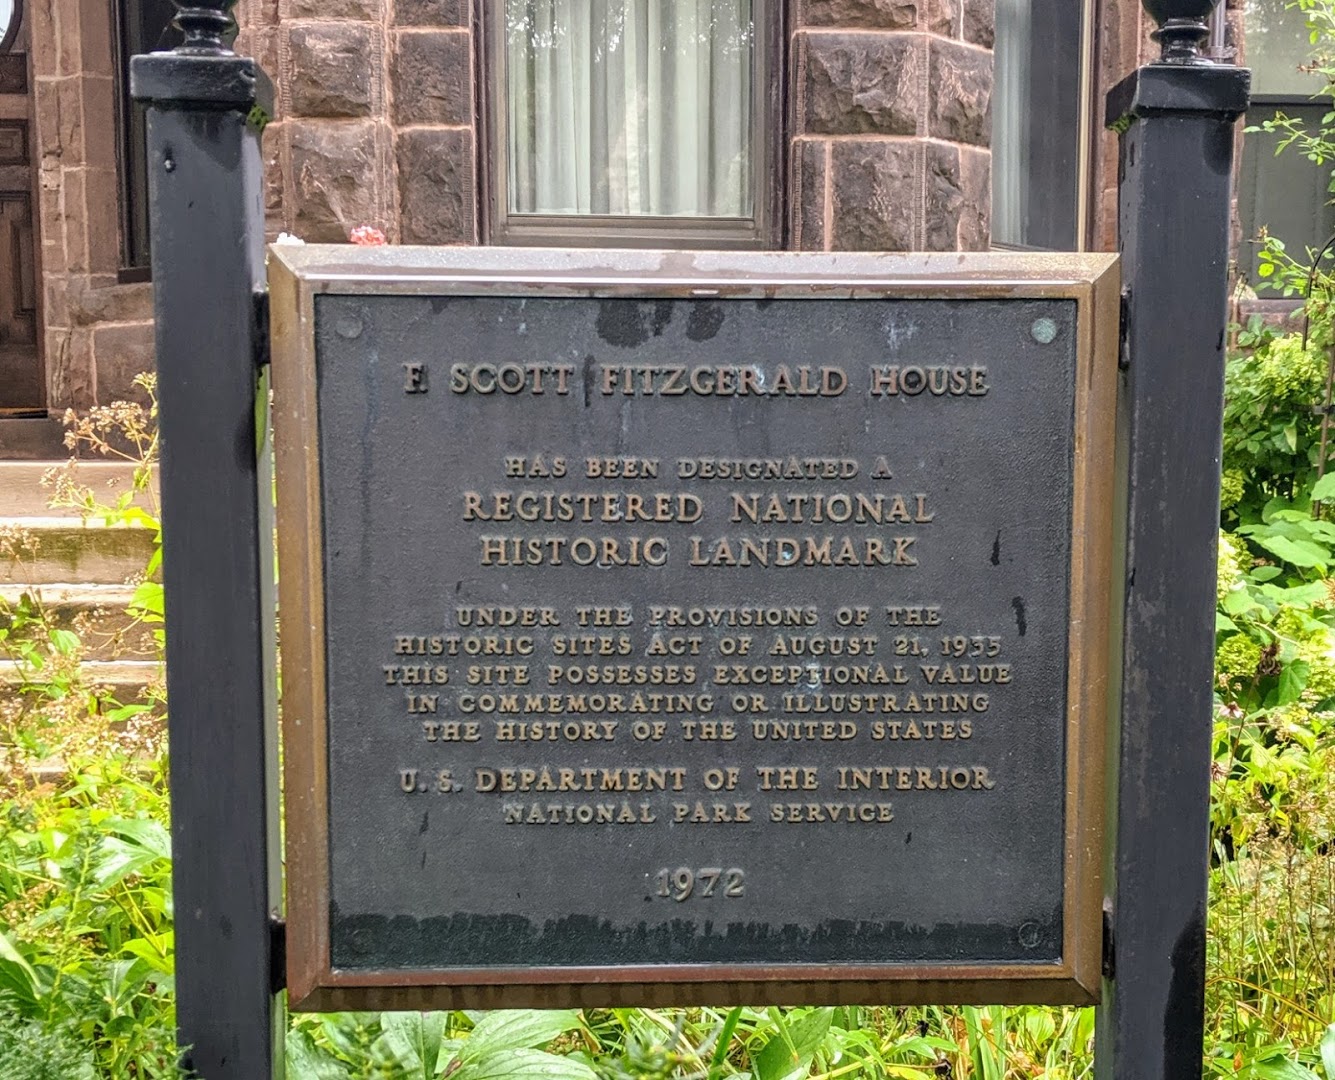 F. SCOTT FITZGERALD HOUSE
HAS BEEN DESIGNATED A
REGISTERED NATIONAL
HISTORIC LANDMARK
UNDER THE PROVISIONS OF THE
HISTORIC SITES ACT OF AUGUST 21, 1935
THIS SITE POSSESSES EXCEPTIONAL VALUE
IN COMMEMORATING OR ILLUSTRATING
THE HISTORY OF THE UNITED STATES
U. S. DEPARTMENT OF THE INTERIOR
NATIONAL PARK SERVICE
1972